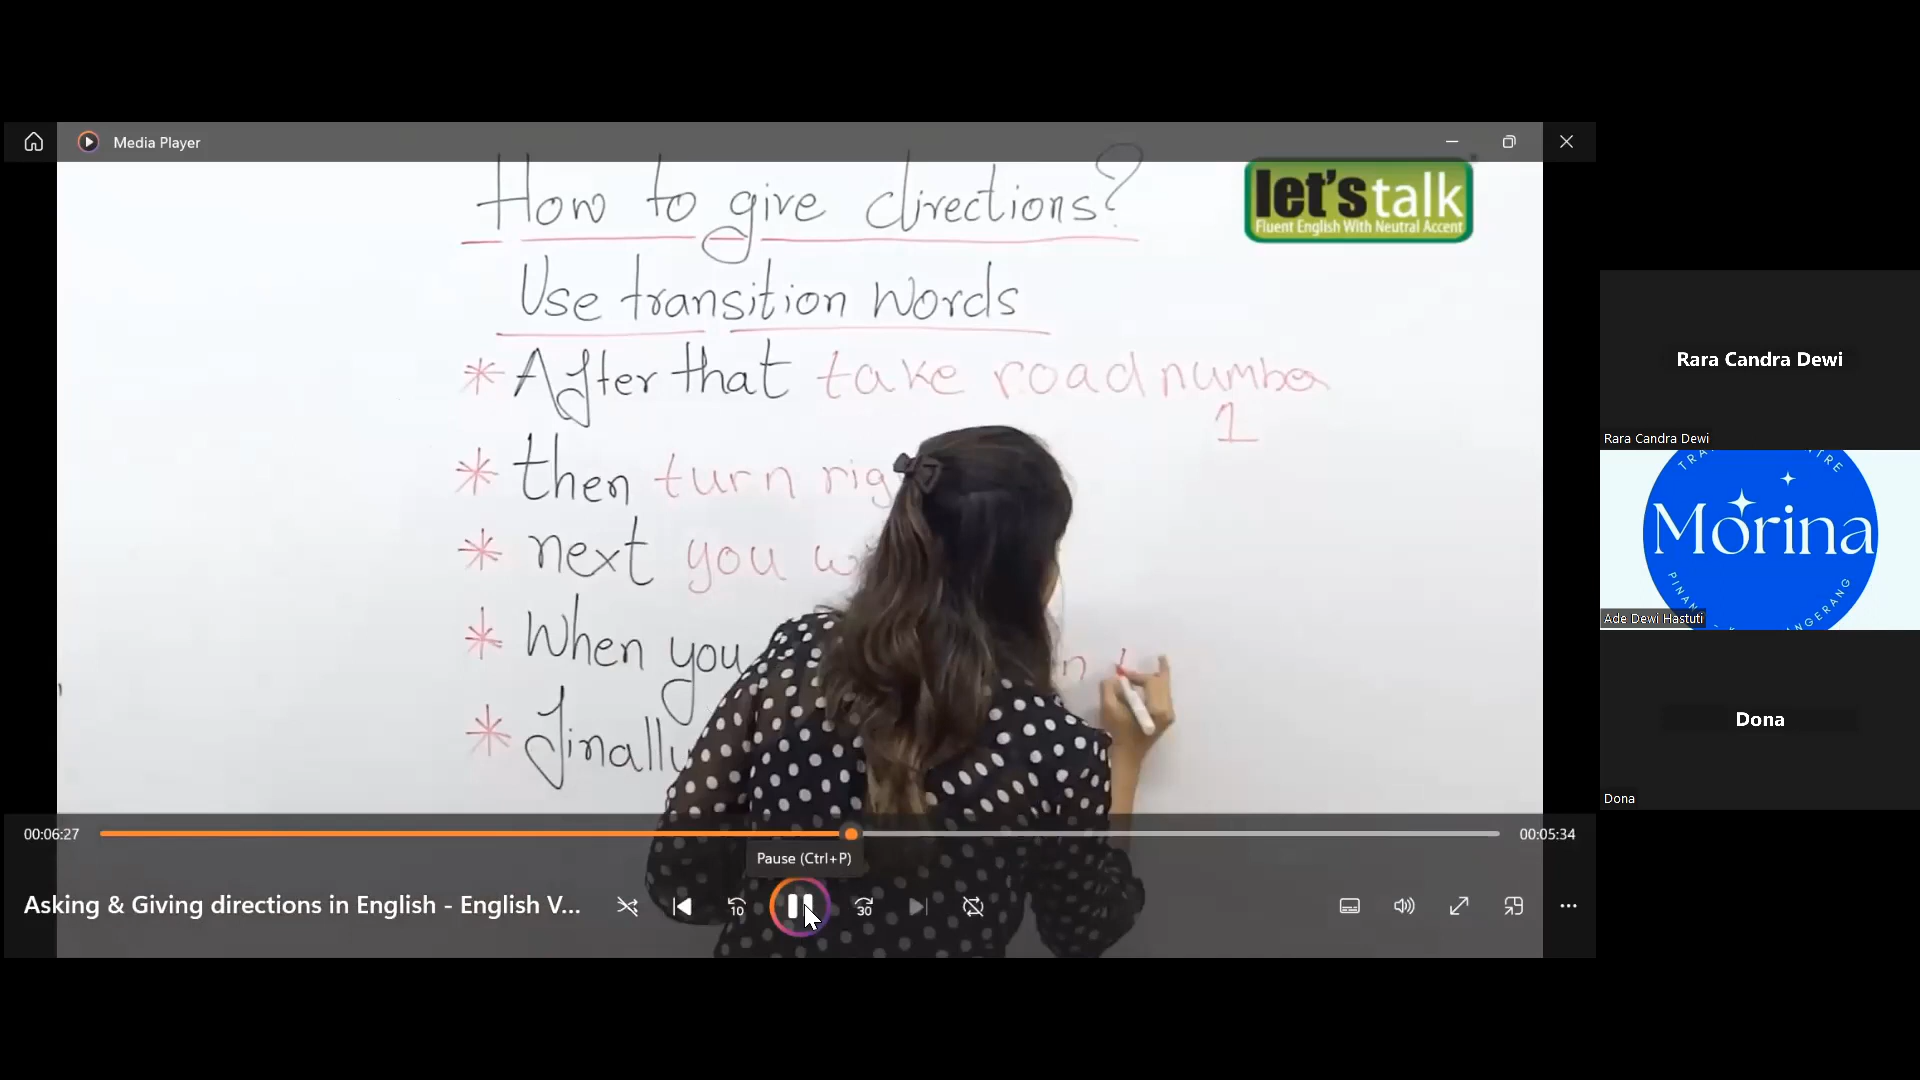 Media Player
How to give directions?
let's talk
Fluent English With Neutral Accent
Use transition words
* After that take road number
1
* then turn
* next you
* When you
* finally
00:06:27
00:05:34
Pause (Ctrl+P)
Asking & Giving directions in English - English V...
10
30
Rara Candra Dewi
Rara Candra Dewi
Morina
Ade Dewi Hastuti
Dona
Dona